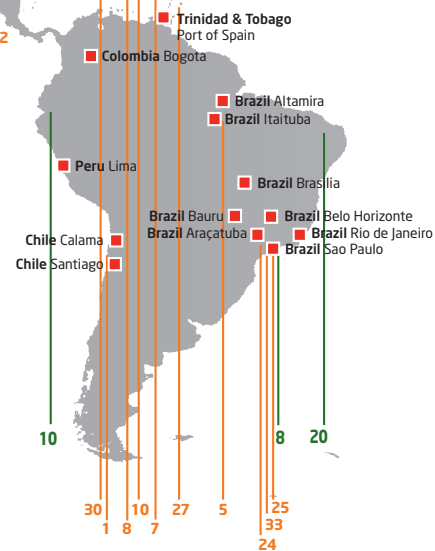 Trinidad & Tobago
Port of Spain
2
Colombia Bogota
Brazil Altamira
Brazil Itaituba
Peru Lima
Brazil Brasilia
Brazil Bauru
Brazil Belo Horizonte
Brazil Araçatuba
Brazil Rio de Janeiro
Chile Calama
Brazil Sao Paulo
Chile Santiago
10
8
20
30
10
27
5
25
1
8
7
33
24